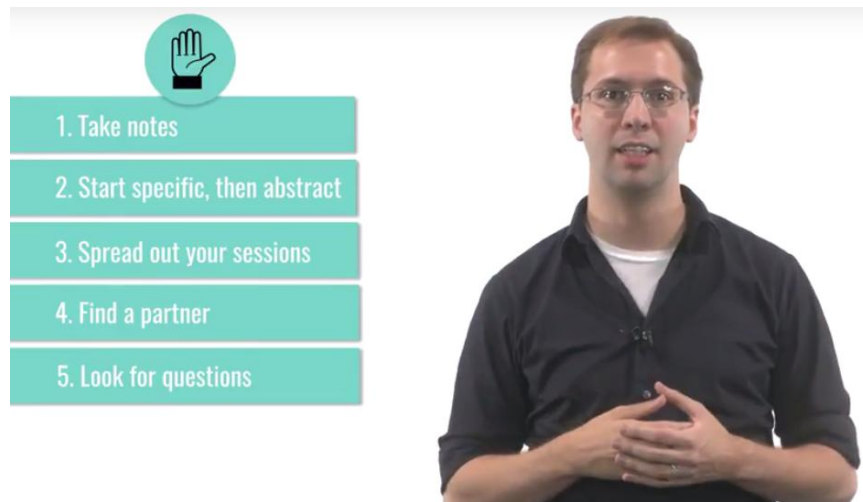 1. Take notes
2. Start specific, then abstract
3. Spread out your sessions
4. Find a partner
5. Look for questions